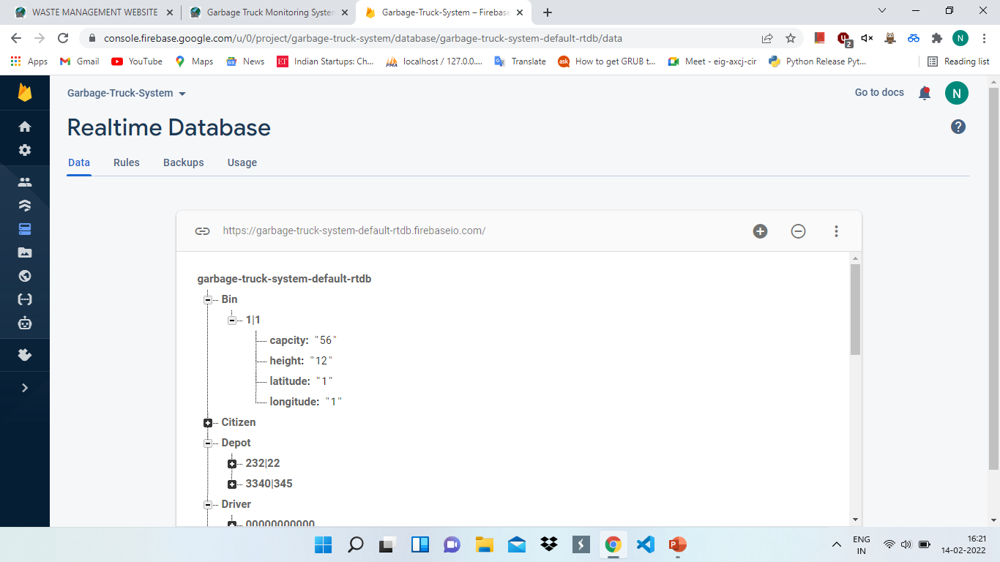 WASTE MANAGEMENT WEBSITE
Garbage Truck Monitoring System
Garbage-Truck-System – Firebase
console.firebase.google.com/u/0/project/garbage-truck-system/database/garbage-truck-system-default-rtdb/data
2
N
Apps
Gmail
YouTube
Maps
News
ET
Indian Startups: Ch...
PMA
localhost / 127.0.0....
Translate
ask
How to get GRUB t...
Meet - eig-axcj-cir
Python Release Pyt...
Reading list
Garbage-Truck-System
Go to docs
N
Realtime Database
Data
Rules
Backups
Usage
https://garbage-truck-system-default-rtdb.firebaseio.com/
garbage-truck-system-default-rtdb
Bin
1|1
capcity: "56"
height: "12"
latitude: "1"
longitude: "1"
Citizen
Depot
232|22
3340|345
Driver
00000000000
ENG
IN
16:21
14-02-2022